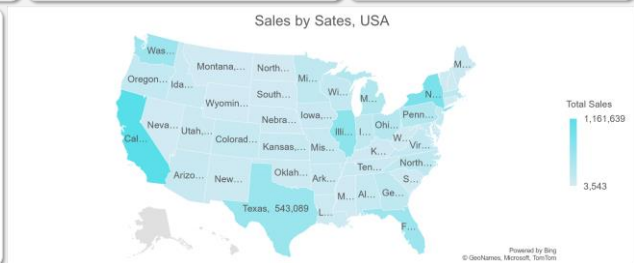 Sales by Sates, USA
Was...
Montana,...
North...
M...
Oregon...
Ida...
Mi...
Wi...
M...
N...
Wyomin...
South...
Penn...
Total Sales
1,161,639
Neva...
Utah,...
Colorad...
Nebra...
Iowa,...
Illi...
I...
Ohi...
W...
Vir...
Cal...
Kansas,...
Mis...
K...
Ten...
North...
Arizo...
New...
Oklah...
Ark...
S...
3,543
M...
Al...
Ge...
Texas, 543,089
L...
F...
Powered by Bing
© GeoNames, Microsoft, TomTom